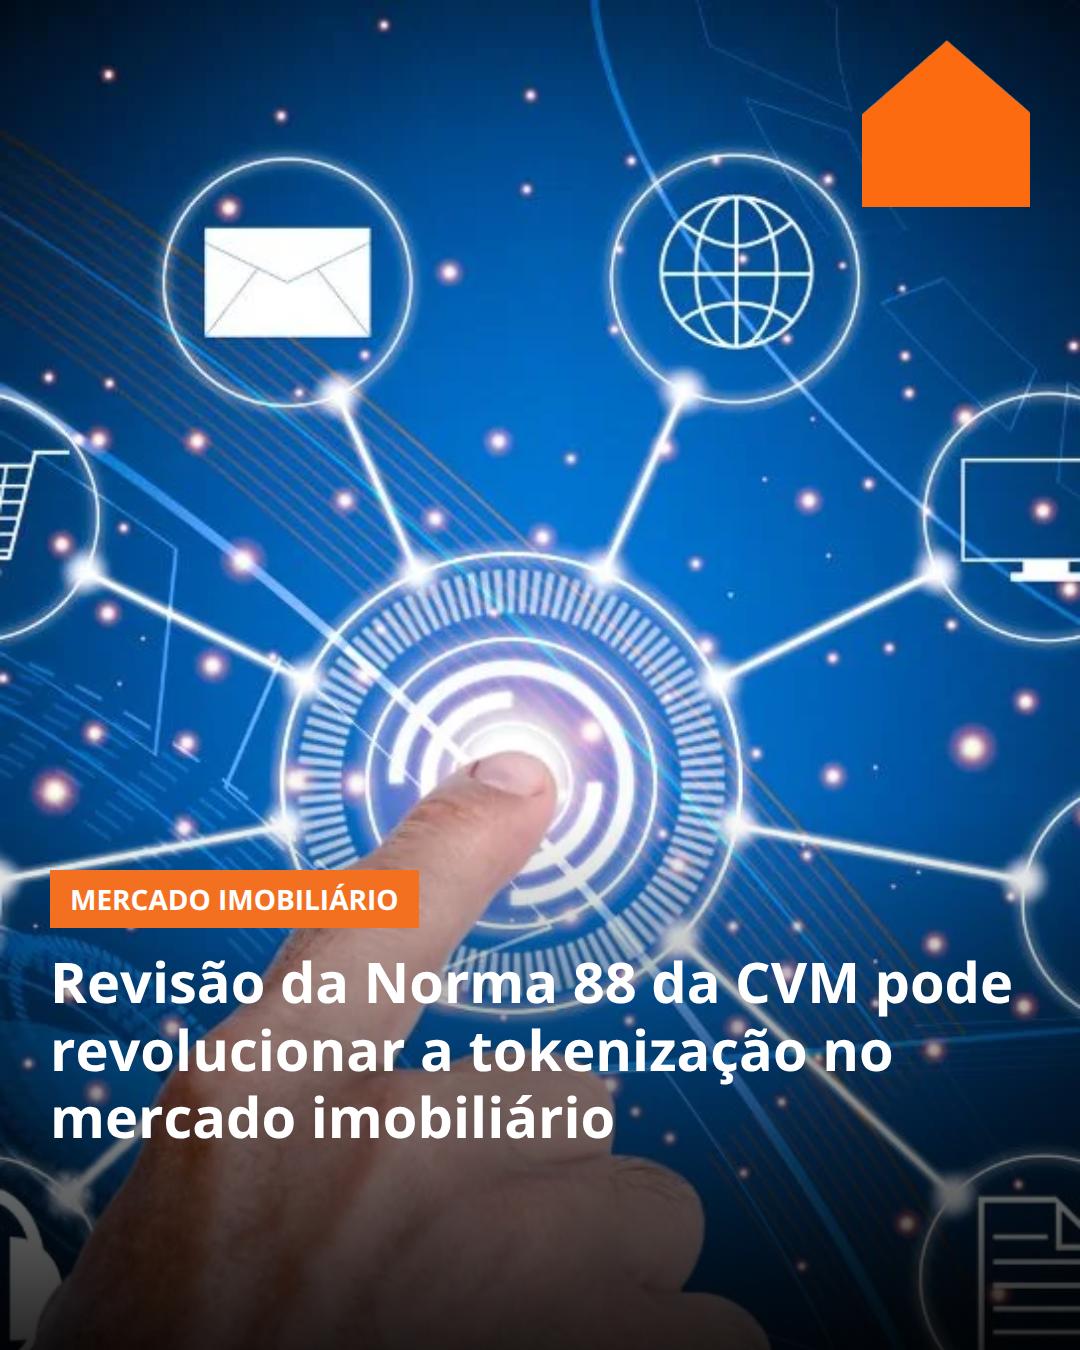 MERCADO IMOBILIÁRIO
Revisão da Norma 88 da CVM pode
revolucionar a tokenização no
mercado imobiliário